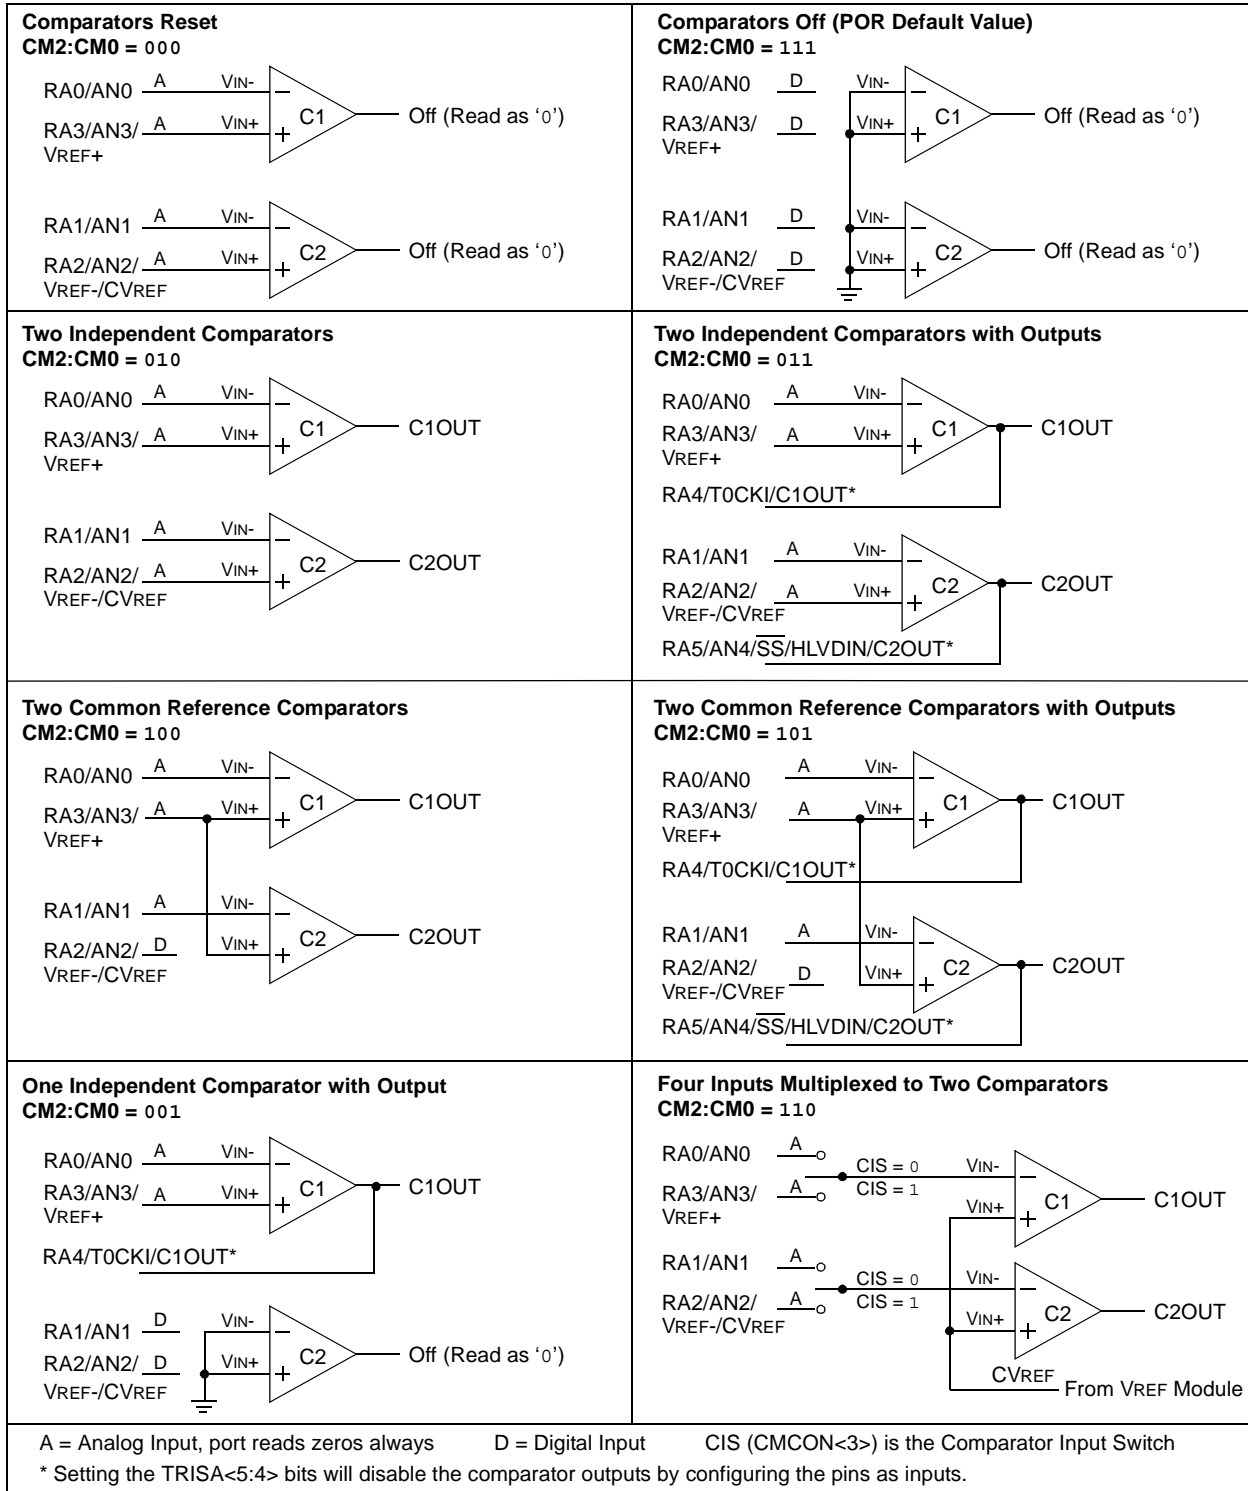 Comparators Reset
CM2:CM0 = 000
RA0/AN0 A VIN-
C1 Off (Read as ‘0’)
RA3/AN3/ A VIN+
VREF+
RA1/AN1 A VIN-
C2 Off (Read as ‘0’)
RA2/AN2/ A VIN+
VREF-/CVREF
Comparators Off (POR Default Value)
CM2:CM0 = 111
RA0/AN0 D VIN-
C1 Off (Read as ‘0’)
RA3/AN3/ D VIN+
VREF+
RA1/AN1 D VIN-
C2 Off (Read as ‘0’)
RA2/AN2/ D VIN+
VREF-/CVREF
Two Independent Comparators
CM2:CM0 = 010
RA0/AN0 A VIN-
C1 C1OUT
RA3/AN3/ A VIN+
VREF+
RA1/AN1 A VIN-
C2 C2OUT
RA2/AN2/ A VIN+
VREF-/CVREF
Two Independent Comparators with Outputs
CM2:CM0 = 011
RA0/AN0 A VIN-
C1 C1OUT
RA3/AN3/ A VIN+
VREF+
RA4/T0CKI/C1OUT*
RA1/AN1 A VIN-
C2 C2OUT
RA2/AN2/ A VIN+
VREF-/CVREF
RA5/AN4/SS/HLVDIN/C2OUT*
Two Common Reference Comparators
CM2:CM0 = 100
RA0/AN0 A VIN-
C1 C1OUT
RA3/AN3/ A VIN+
VREF+
RA1/AN1 A VIN-
C2 C2OUT
RA2/AN2/ D VIN+
VREF-/CVREF
Two Common Reference Comparators with Outputs
CM2:CM0 = 101
RA0/AN0 A VIN-
C1 C1OUT
RA3/AN3/ A VIN+
VREF+
RA4/T0CKI/C1OUT*
RA1/AN1 A VIN-
C2 C2OUT
RA2/AN2/ D VIN+
VREF-/CVREF
RA5/AN4/SS/HLVDIN/C2OUT*
One Independent Comparator with Output
CM2:CM0 = 001
RA0/AN0 A VIN-
C1 C1OUT
RA3/AN3/ A VIN+
VREF+
RA4/T0CKI/C1OUT*
RA1/AN1 D VIN-
C2 Off (Read as ‘0’)
RA2/AN2/ D VIN+
VREF-/CVREF
Four Inputs Multiplexed to Two Comparators
CM2:CM0 = 110
RA0/AN0 A
CIS = 0 VIN-
RA3/AN3/ A CIS = 1
C1 C1OUT
VREF+ VIN+
RA1/AN1 A
CIS = 0 VIN-
RA2/AN2/ A CIS = 1
C2 C2OUT
VREF-/CVREF VIN+
CVREF
From VREF Module
A = Analog Input, port reads zeros always D = Digital Input CIS (CMCON<3>) is the Comparator Input Switch
* Setting the TRISA<5:4> bits will disable the comparator outputs by configuring the pins as inputs.